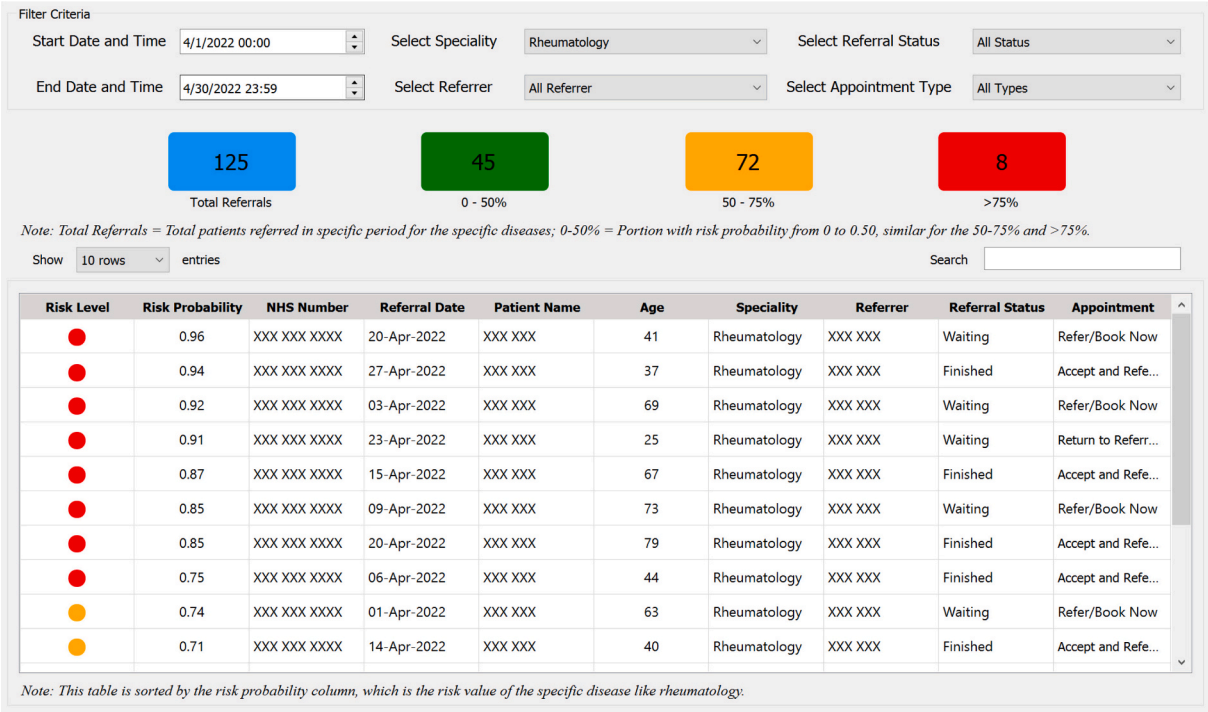 Filter Criteria
Start Date and Time 4/1/2022 00:00 Select Speciality Rheumatology Select Referral Status All Status
End Date and Time 4/30/2022 23:59 Select Referrer All Referrer Select Appointment Type All Types
125 45 72 8
Total Referrals 0 - 50% 50 - 75% >75%
Note: Total Referrals = Total patients referred in specific period for the specific diseases; 0-50% = Portion with risk probability from 0 to 0.50, similar for the 50-75% and >75%.
Show 10 rows entries Search
Risk Level Risk Probability NHS Number Referral Date Patient Name Age Speciality Referrer Referral Status Appointment
0.96 XXX XXX XXXX 20-Apr-2022 XXX XXX 41 Rheumatology XXX XXX Waiting Refer/Book Now
0.94 XXX XXX XXXX 27-Apr-2022 XXX XXX 37 Rheumatology XXX XXX Finished Accept and Refe...
0.92 XXX XXX XXXX 03-Apr-2022 XXX XXX 69 Rheumatology XXX XXX Waiting Refer/Book Now
0.91 XXX XXX XXXX 23-Apr-2022 XXX XXX 25 Rheumatology XXX XXX Waiting Return to Referr...
0.87 XXX XXX XXXX 15-Apr-2022 XXX XXX 67 Rheumatology XXX XXX Finished Accept and Refe...
0.85 XXX XXX XXXX 09-Apr-2022 XXX XXX 73 Rheumatology XXX XXX Waiting Refer/Book Now
0.85 XXX XXX XXXX 20-Apr-2022 XXX XXX 79 Rheumatology XXX XXX Finished Accept and Refe...
0.75 XXX XXX XXXX 06-Apr-2022 XXX XXX 44 Rheumatology XXX XXX Finished Accept and Refe...
0.74 XXX XXX XXXX 01-Apr-2022 XXX XXX 63 Rheumatology XXX XXX Waiting Refer/Book Now
0.71 XXX XXX XXXX 14-Apr-2022 XXX XXX 40 Rheumatology XXX XXX Finished Accept and Refe...
Note: This table is sorted by the risk probability column, which is the risk value of the specific disease like rheumatology.